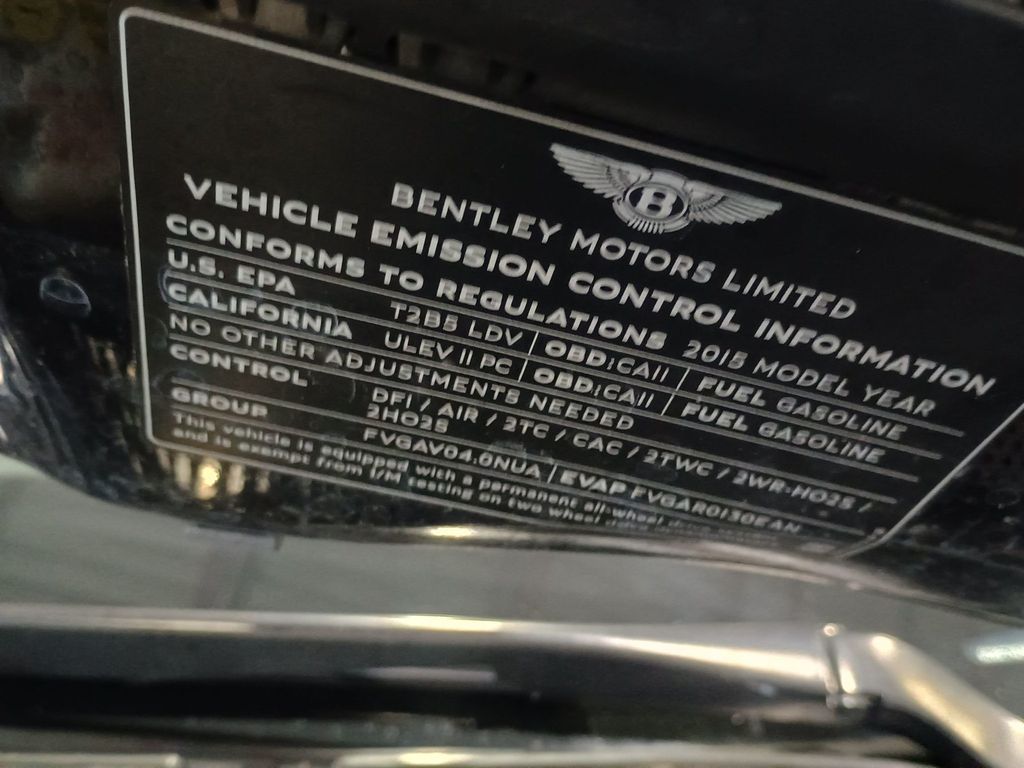 B
BENTLEY MOTORS LIMITED
VEHICLE EMISSION CONTROL INFORMATION
CONFORMS TO REGULATIONS 2015 MODEL YEAR
U.S. EPA T2B5 LDV OBD:CAII FUEL GASOLINE
CALIFORNIA ULEV II PC OBD:CAII FUEL GASOLINE
NO OTHER ADJUSTMENTS NEEDED
CONTROL DFI / AIR / 2TC / CAC / 2TWC / 2WR-HO2S /
2HO2S
GROUP FVGAV04.0NUA EVAP FVGAR0130EAN
This vehicle is equipped with a permanent all-wheel drive
and is exempt from I/M testing on two wheel